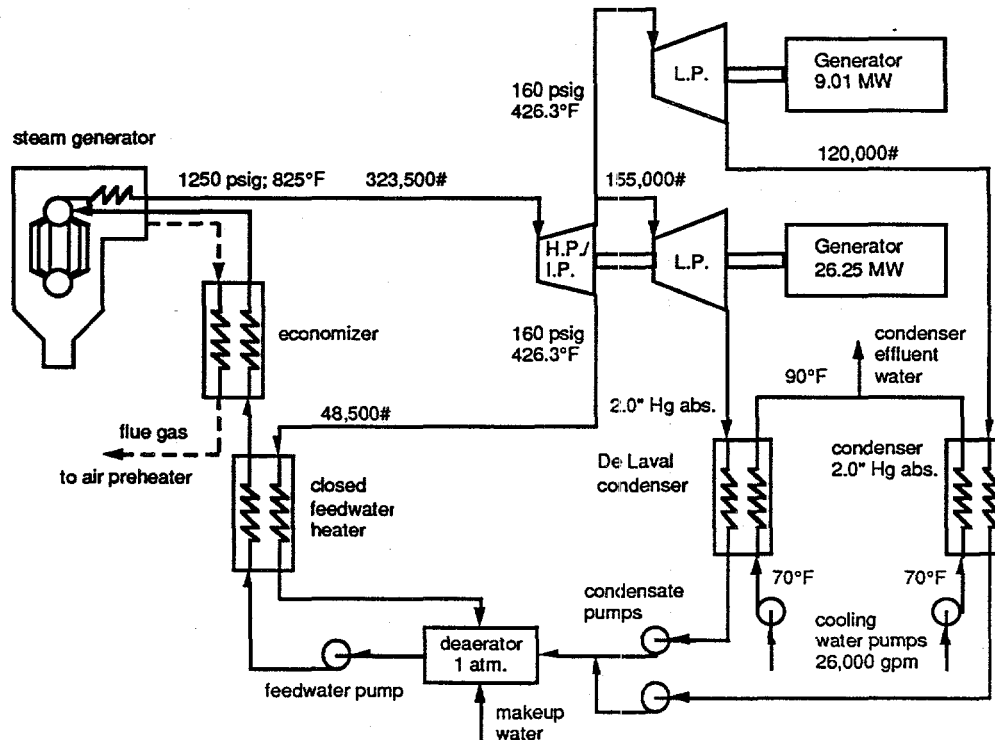 Generator
9.01 MW
L.P.
160 psig
426.3°F
steam generator
120,000#
1250 psig; 825°F
323,500#
155,000#
H.P./
I.P.
L.P.
Generator
26.25 MW
economizer
160 psig
426.3°F
condenser
effluent
water
90°F
2.0" Hg abs.
48,500#
flue gas
to air preheater
closed
feedwater
heater
De Laval
condenser
condenser
2.0" Hg abs.
70°F
70°F
condensate
pumps
cooling
water pumps
26,000 gpm
deaerator
1 atm.
feedwater pump
makeup
water